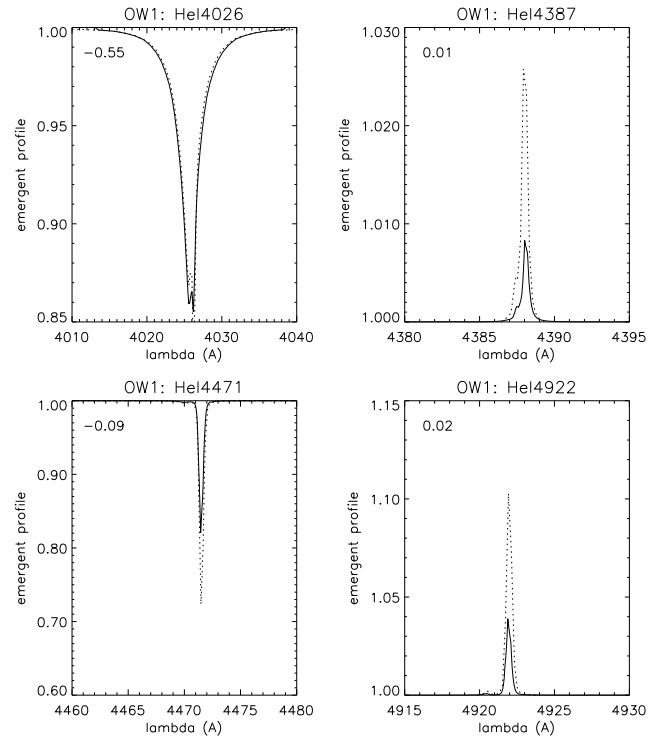 OW1: HeI4026
1.00
-0.55
0.95
0.90
0.85
emergent profile
4010 4020 4030 4040
lambda (A)
OW1: HeI4387
1.030
0.01
1.020
1.010
1.000
emergent profile
4380 4385 4390 4395
lambda (A)
OW1: HeI4471
1.00
-0.09
0.90
0.80
0.70
0.60
emergent profile
4460 4465 4470 4475 4480
lambda (A)
OW1: HeI4922
1.15
0.02
1.10
1.05
1.00
emergent profile
4915 4920 4925 4930
lambda (A)